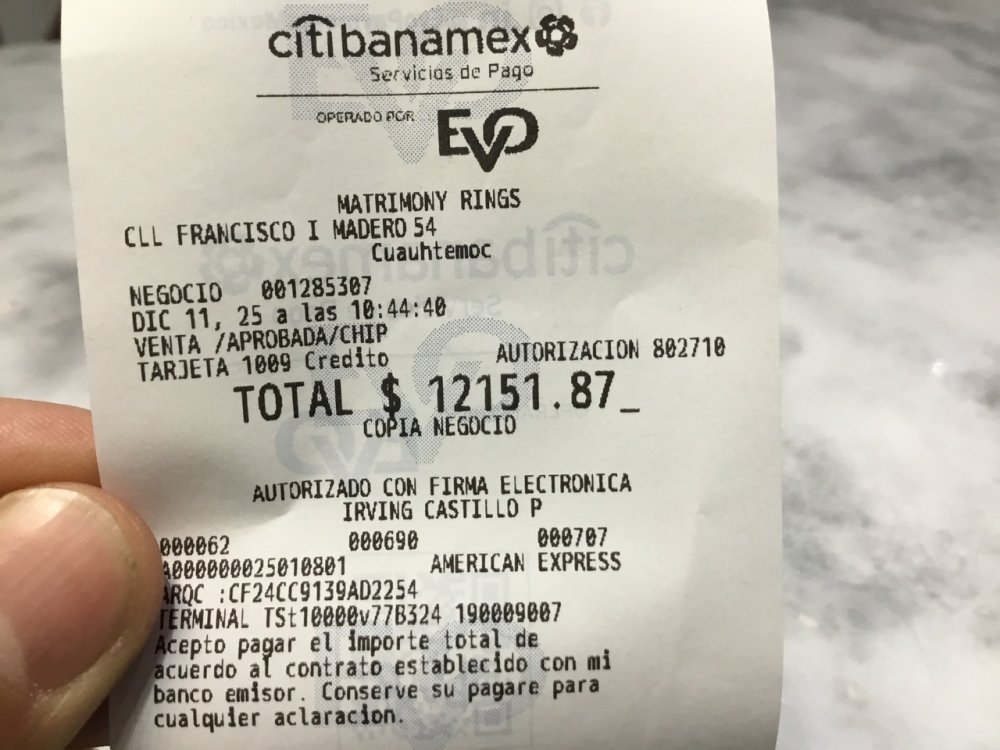 citibanamex
Servicios de Pago
OPERADO POR EVO
MATRIMONY RINGS
CLL FRANCISCO I MADERO 54
Cuauhtemoc
NEGOCIO 001285307
DIC 11, 25 a las 10:44:40
VENTA /APROBADA/CHIP
TARJETA 1009 Credito AUTORIZACION 802710
TOTAL $ 12151.87_
COPIA NEGOCIO
AUTORIZADO CON FIRMA ELECTRONICA
IRVING CASTILLO P
000062 000690 000707
A000000025010801 AMERICAN EXPRESS
ARQC :CF24CC9139AD2254
TERMINAL TSt10000v77B324 190009007
Acepto pagar el importe total de
acuerdo al contrato establecido con mi
banco emisor. Conserve su pagare para
cualquier aclaracion.